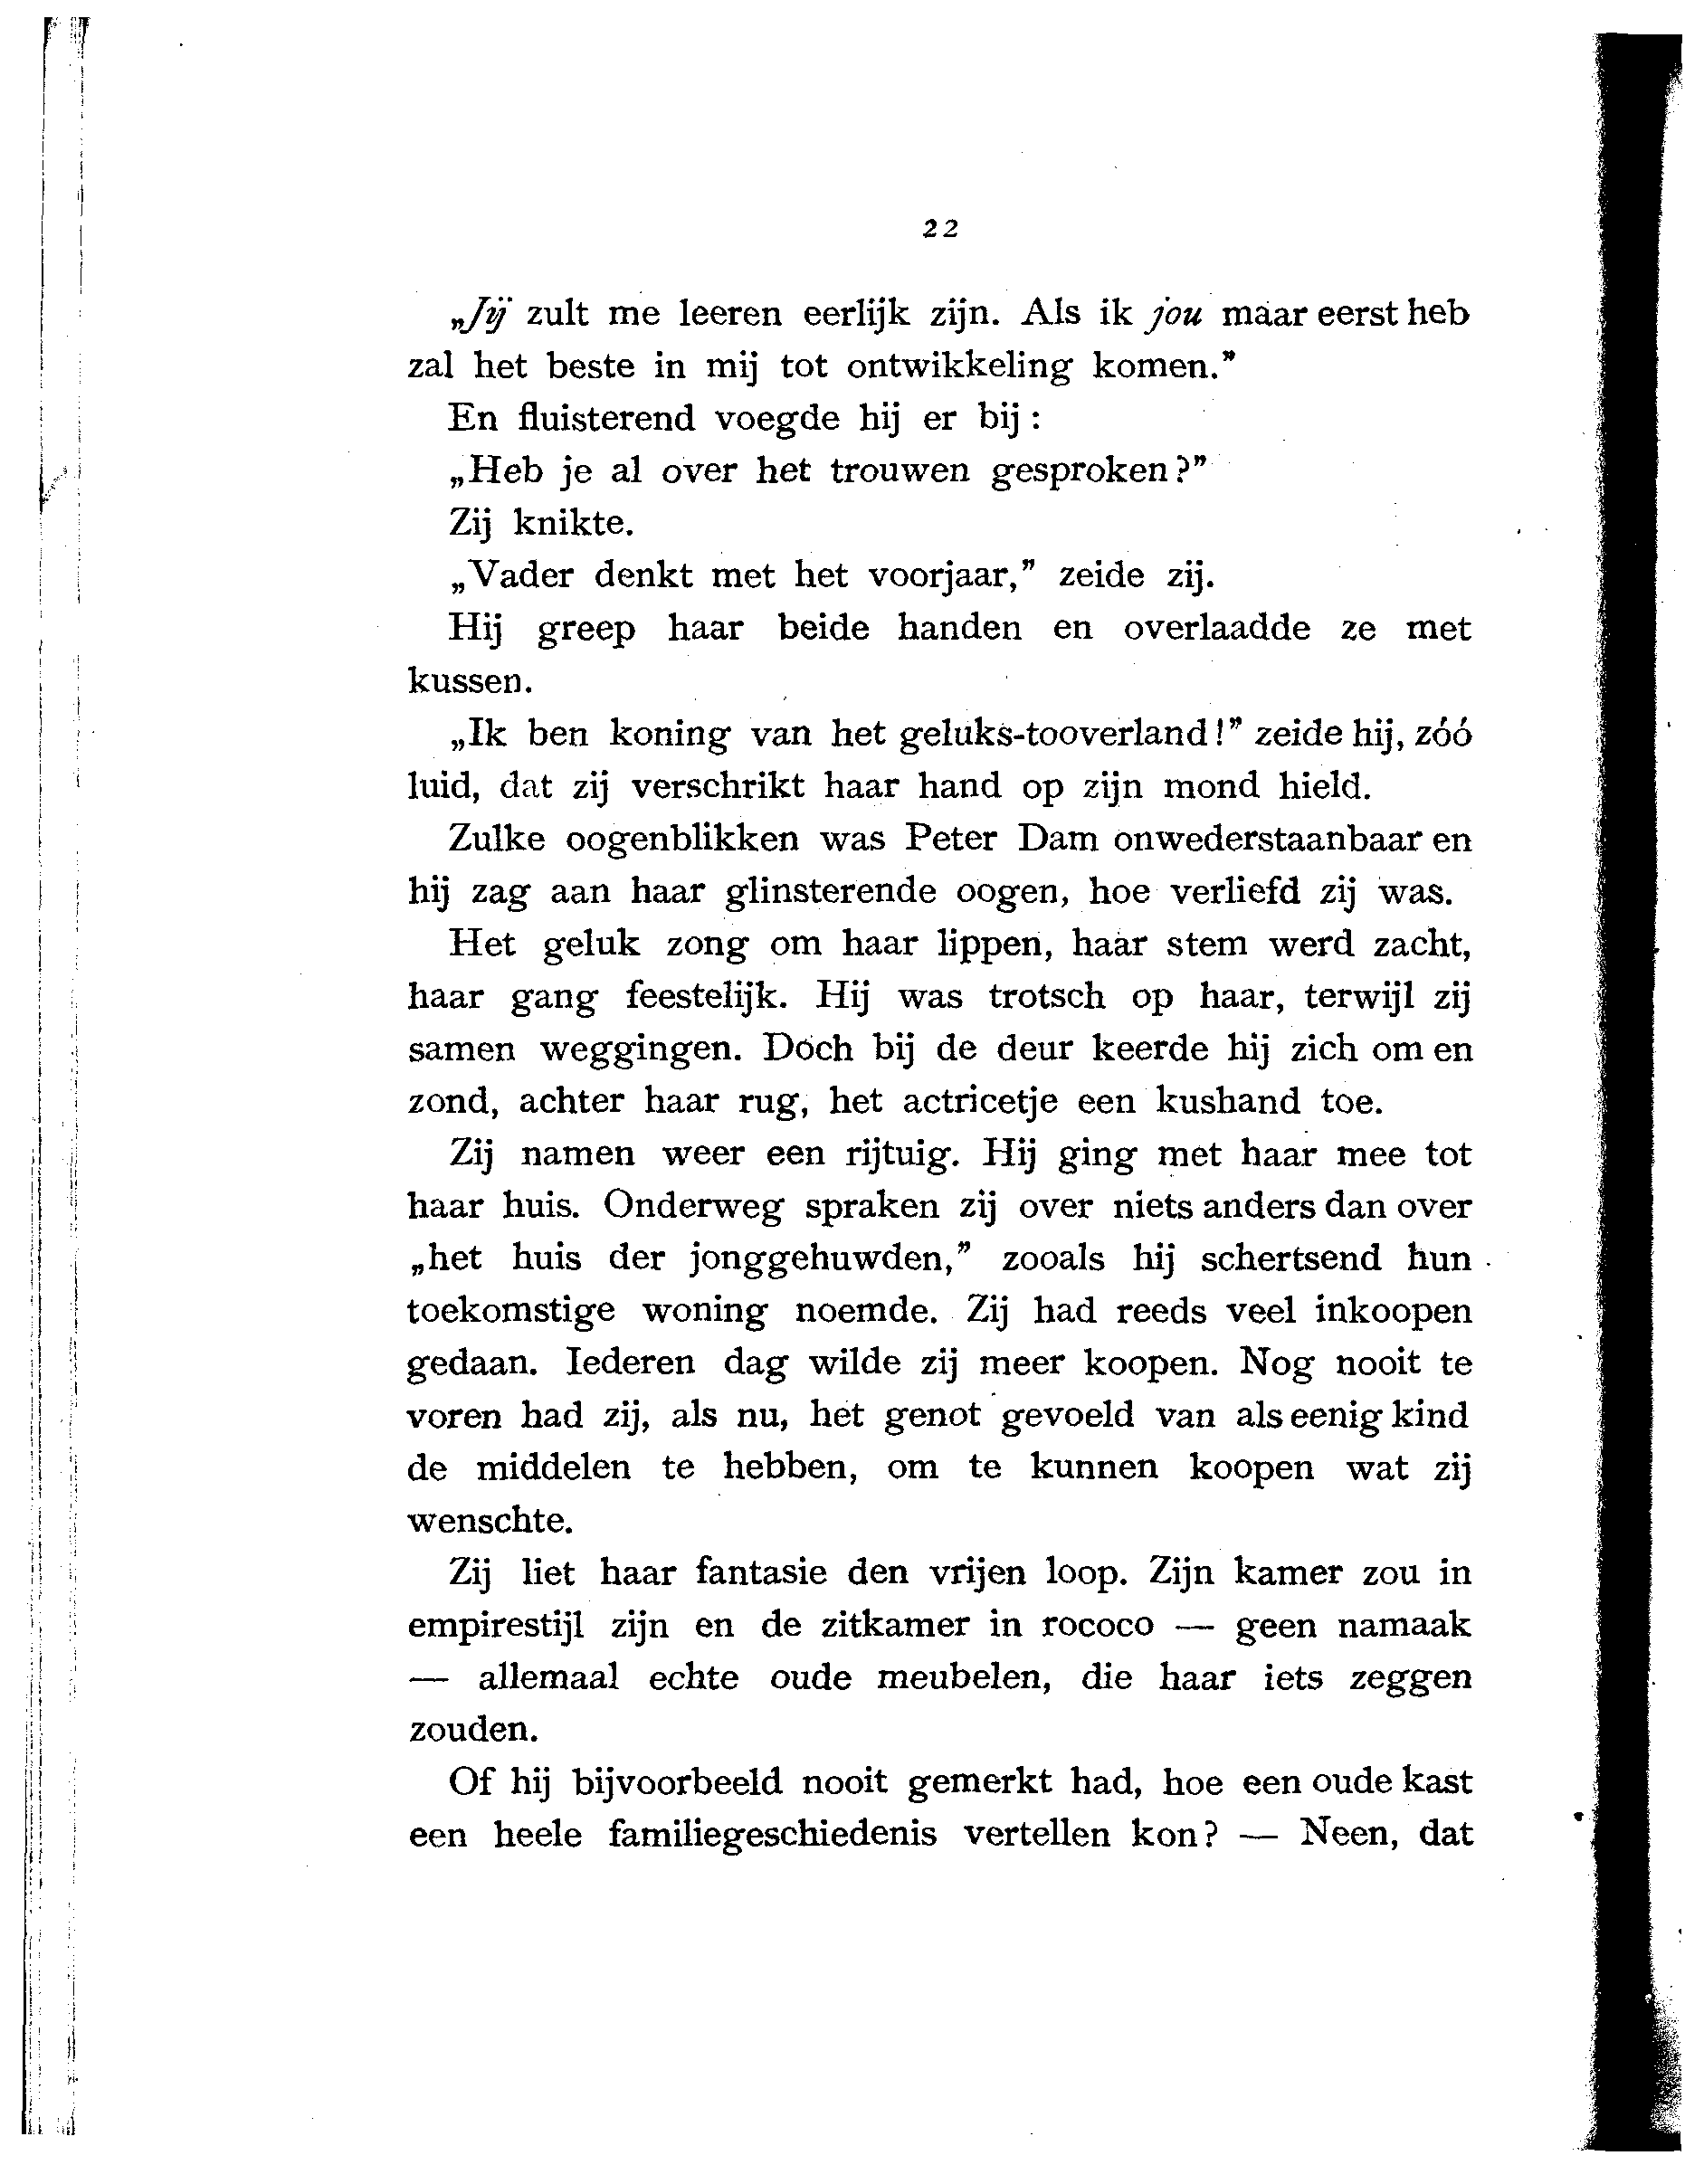 22
„Jij zult me leeren eerlijk zijn. Als ik jou maar eerst heb
zal het beste in mij tot ontwikkeling komen.”
En fluisterend voegde hij er bij :
„Heb je al over het trouwen gesproken?”
Zij knikte.
„Vader denkt met het voorjaar,” zeide zij.
Hij greep haar beide handen en overlaadde ze met
kussen.
„Ik ben koning van het geluks-tooverland!” zeide hij, zóó
luid, dat zij verschrikt haar hand op zijn mond hield.
Zulke oogenblikken was Peter Dam onwederstaanbaar en
hij zag aan haar glinsterende oogen, hoe verliefd zij was.
Het geluk zong om haar lippen, haar stem werd zacht,
haar gang feestelijk. Hij was trotsch op haar, terwijl zij
samen weggingen. Doch bij de deur keerde hij zich om en
zond, achter haar rug, het actricetje een kushand toe.
Zij namen weer een rijtuig. Hij ging met haar mee tot
haar huis. Onderweg spraken zij over niets anders dan over
„het huis der jonggehuwden,” zooals hij schertsend hun
toekomstige woning noemde. Zij had reeds veel inkoopen
gedaan. Iederen dag wilde zij meer koopen. Nog nooit te
voren had zij, als nu, het genot gevoeld van als eenig kind
de middelen te hebben, om te kunnen koopen wat zij
wenschte.
Zij liet haar fantasie den vrijen loop. Zijn kamer zou in
empirestijl zijn en de zitkamer in rococo — geen namaak
— allemaal echte oude meubelen, die haar iets zeggen
zouden.
Of hij bijvoorbeeld nooit gemerkt had, hoe een oude kast
een heele familiegeschiedenis vertellen kon? — Neen, dat